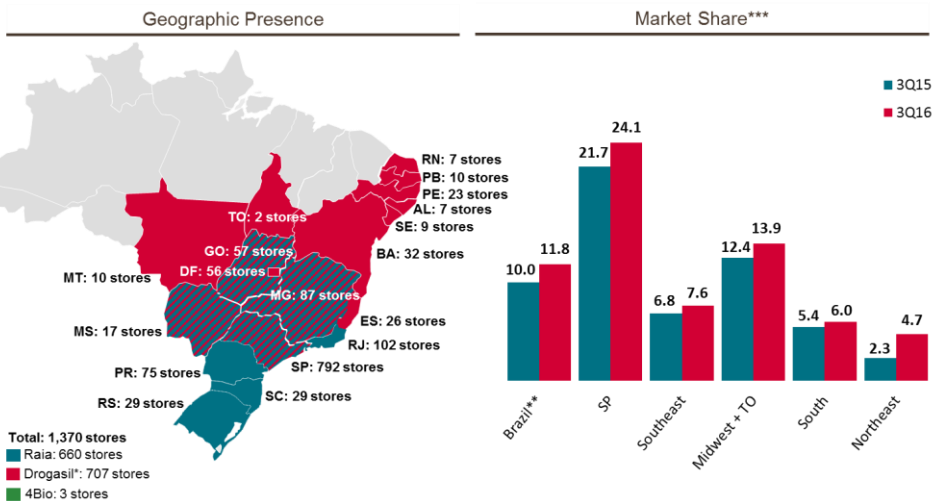 Geographic Presence
RN: 7 stores
PB: 10 stores
PE: 23 stores
AL: 7 stores
SE: 9 stores
TO: 2 stores
GO: 57 stores
BA: 32 stores
DF: 56 stores
MT: 10 stores
MG: 87 stores
ES: 26 stores
MS: 17 stores
RJ: 102 stores
SP: 792 stores
PR: 75 stores
SC: 29 stores
RS: 29 stores
Total: 1,370 stores
Raia: 660 stores
Drogasil*: 707 stores
4Bio: 3 stores
Market Share***
3Q15
3Q16
10.0
11.8
21.7
24.1
6.8
7.6
12.4
13.9
5.4
6.0
2.3
4.7
Brazil**
SP
Southeast
Midwest + TO
South
Northeast